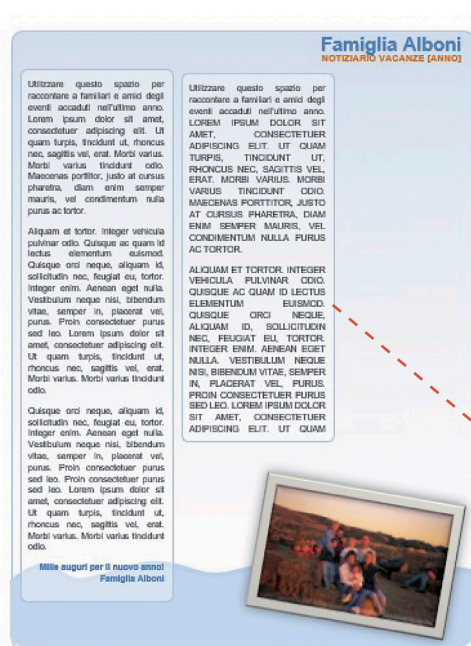 Famiglia Alboni
NOTIZIARIO VACANZE [ANNO]
Utilizzare questo spazio per
raccontare a familiari e amici degli
eventi accaduti nell'ultimo anno.
Lorem ipsum dolor sit amet,
consectetuer adipiscing elit. Ut
quam turpis, tincidunt ut, rhoncus
nec, sagittis vel, erat. Morbi varius.
Morbi varius tincidunt odio.
Maecenas porttitor, justo at cursus
pharetra, diam enim semper
mauris, vel condimentum nulla
purus ac tortor.
Aliquam et tortor. Integer vehicula
pulvinar odio. Quisque ac quam id
lectus elementum euismod.
Quisque orci neque, aliquam id,
sollicitudin nec, feugiat eu, tortor.
Integer enim. Aenean eget nulla.
Vestibulum neque nisi, bibendum
vitae, semper in, placerat vel,
purus. Proin consectetuer purus
sed leo. Lorem ipsum dolor sit
amet, consectetuer adipiscing elit.
Ut quam turpis, tincidunt ut,
rhoncus nec, sagittis vel, erat.
Morbi varius. Morbi varius tincidunt
odio.
Quisque orci neque, aliquam id,
sollicitudin nec, feugiat eu, tortor.
Integer enim. Aenean eget nulla.
Vestibulum neque nisi, bibendum
vitae, semper in, placerat vel,
purus. Proin consectetuer purus
sed leo. Proin consectetuer purus
sed leo. Lorem ipsum dolor sit
amet, consectetuer adipiscing elit.
Ut quam turpis, tincidunt ut,
rhoncus nec, sagittis vel, erat.
Morbi varius. Morbi varius tincidunt
odio.
Mille auguri per il nuovo anno!
Famiglia Alboni
Utilizzare questo spazio per
raccontare a familiari e amici degli
eventi accaduti nell'ultimo anno.
LOREM IPSUM DOLOR SIT
AMET, CONSECTETUER
ADIPISCING ELIT. UT QUAM
TURPIS, TINCIDUNT UT,
RHONCUS NEC, SAGITTIS VEL,
ERAT. MORBI VARIUS. MORBI
VARIUS TINCIDUNT ODIO.
MAECENAS PORTTITOR, JUSTO
AT CURSUS PHARETRA, DIAM
ENIM SEMPER MAURIS, VEL
CONDIMENTUM NULLA PURUS
AC TORTOR.
ALIQUAM ET TORTOR. INTEGER
VEHICULA PULVINAR ODIO.
QUISQUE AC QUAM ID LECTUS
ELEMENTUM EUISMOD.
QUISQUE ORCI NEQUE,
ALIQUAM ID, SOLLICITUDIN
NEC, FEUGIAT EU, TORTOR.
INTEGER ENIM. AENEAN EGET
NULLA. VESTIBULUM NEQUE
NISI, BIBENDUM VITAE, SEMPER
IN, PLACERAT VEL, PURUS.
PROIN CONSECTETUER PURUS
SED LEO. LOREM IPSUM DOLOR
SIT AMET, CONSECTETUER
ADIPISCING ELIT. UT QUAM